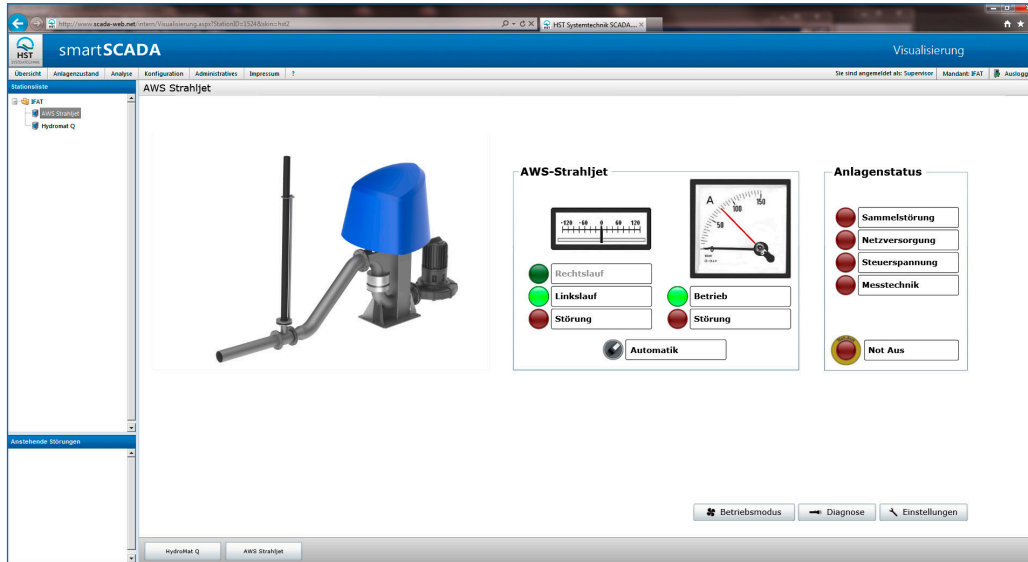 http://www.scada-web.net/intern/Visualisierung.aspx?StationID=1524&skin=hst2
HST Systemtechnik SCADA....
HST
SYSTEMTECHNIK
smartSCADA
Visualisierung
Übersicht Anlagenzustand Analyse Konfiguration Administratives Impressum ?
Sie sind angemeldet als: Supervisor Mandant: IFAT Auslogg
Stationsliste
AWS Strahljet
IFAT
AWS Strahljet
Hydromat Q
AWS-Strahljet
Anlagenstatus
-120 -60 0 60 120
A
0 50 100 150
Sammelstörung
Netzversorgung
Steuerspannung
Messtechnik
Rechtslauf
Linkslauf
Betrieb
Störung
Störung
Automatik
Not Aus
Anstehende Störungen
Betriebsmodus
Diagnose
Einstellungen
HydroMat Q
AWS Strahljet